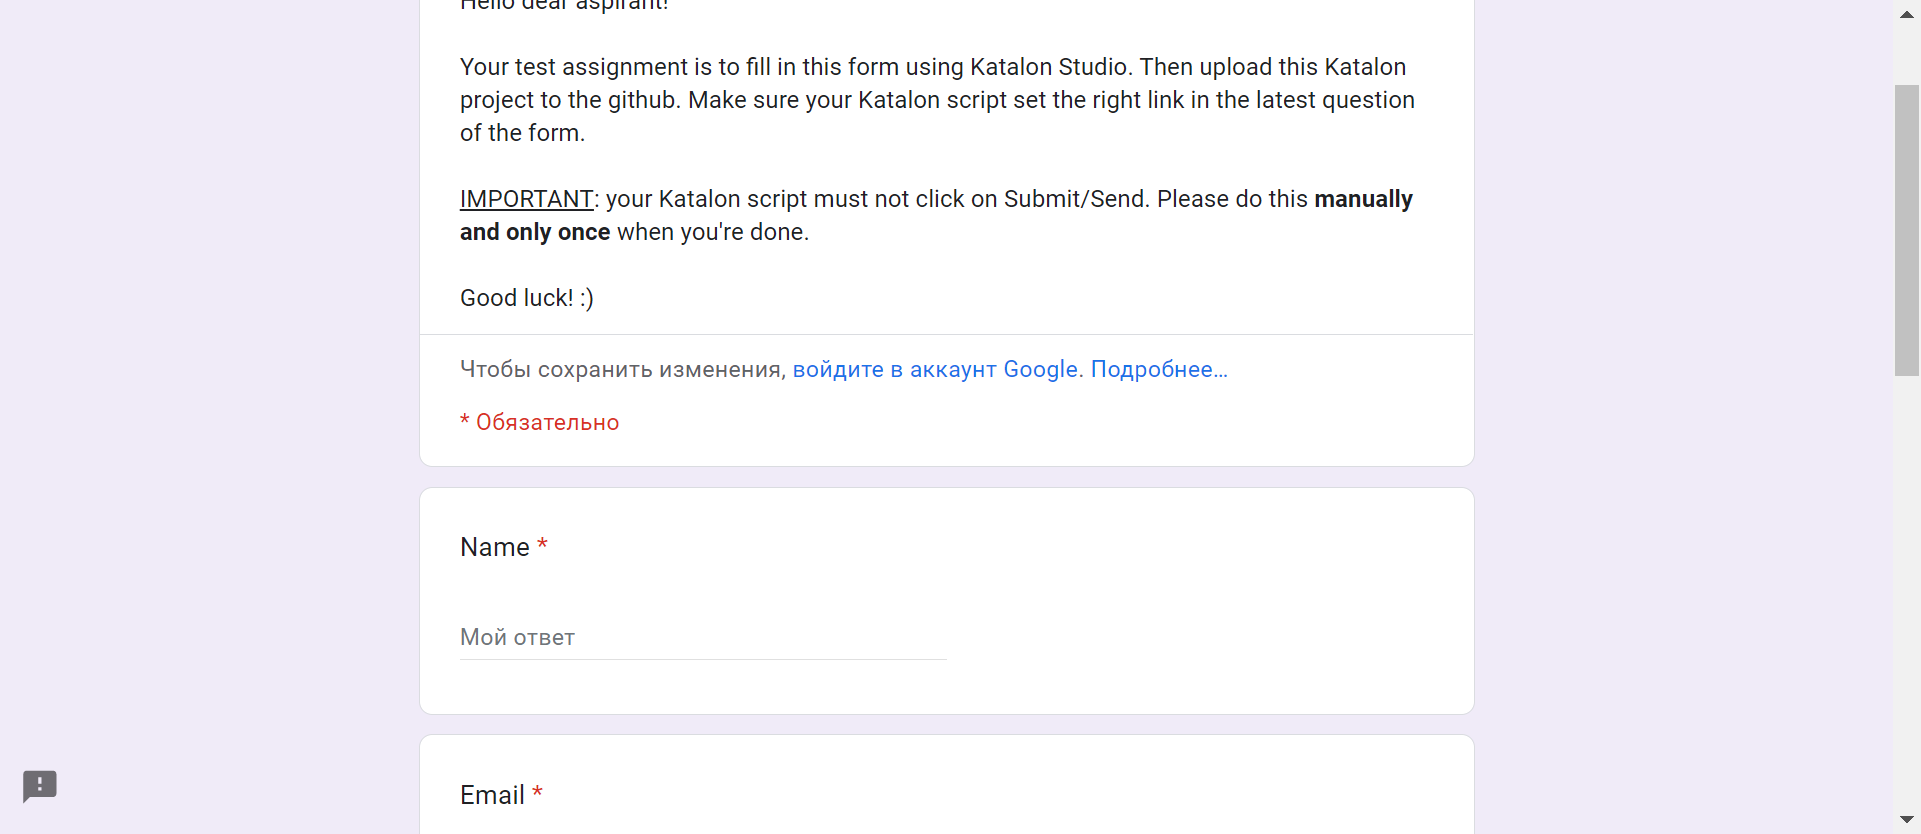 Hello dear aspirant!
Your test assignment is to fill in this form using Katalon Studio. Then upload this Katalon
project to the github. Make sure your Katalon script set the right link in the latest question
of the form.
IMPORTANT: your Katalon script must not click on Submit/Send. Please do this manually
and only once when you're done.
Good luck! :)
Чтобы сохранить изменения, войдите в аккаунт Google. Подробнее…
* Обязательно
Name *
Мой ответ
Email *